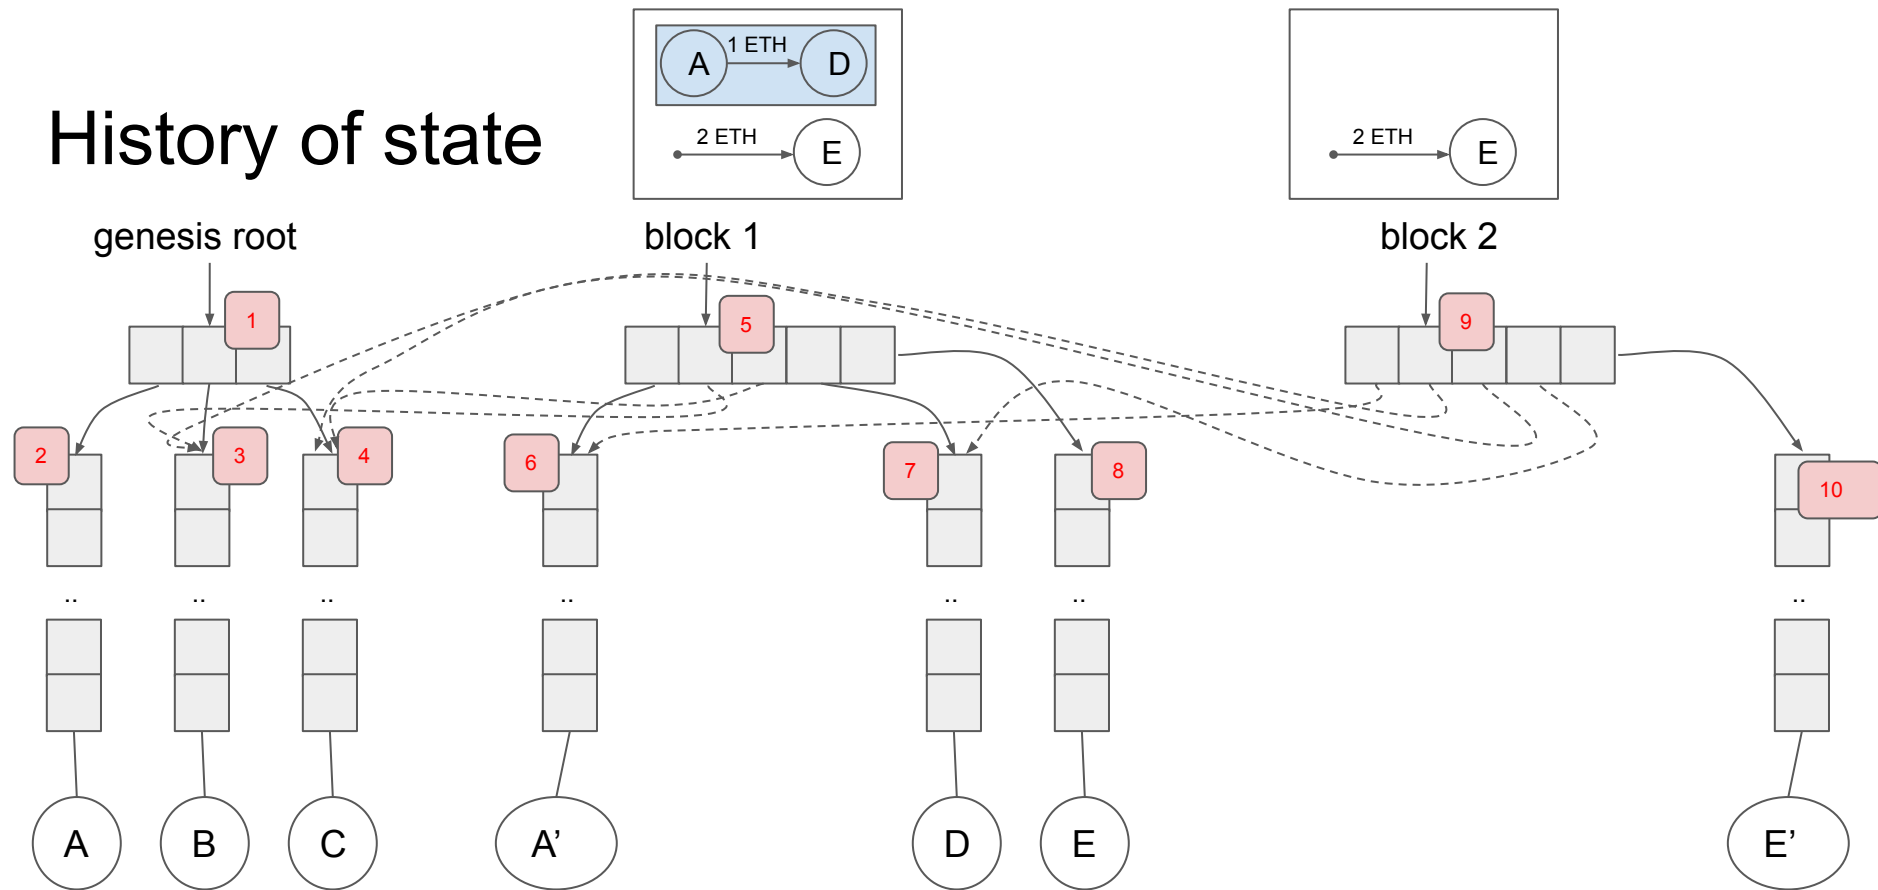 A 1 ETH D
2 ETH E
2 ETH E
History of state
genesis root
block 1
block 2
1
5
9
2
3
4
6
7
8
10
.. .. .. .. .. .. ..
A B C A’ D E E’